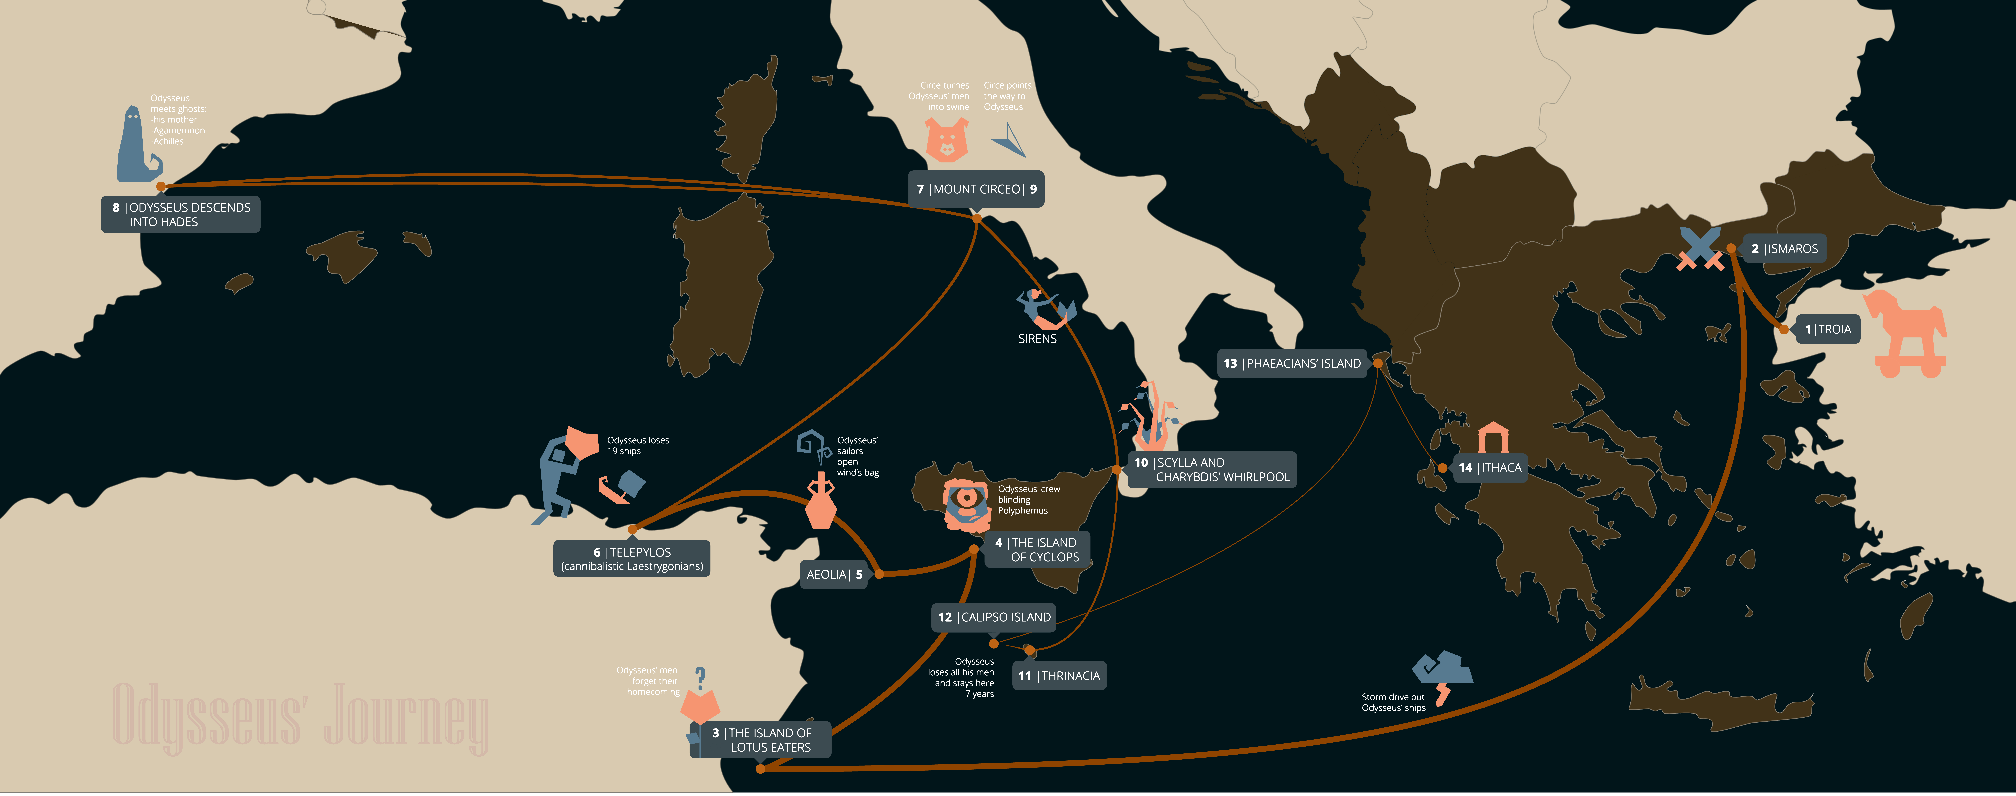 Odysseus
meets ghosts:
-his mother
Agamemnon
Achilles
8 |ODYSSEUS DESCENDS
INTO HADES
Circe turnes
Odysseus' men
into swine
Circe points
the way to
Odysseus
7 |MOUNT CIRCEO| 9
SIRENS
2 |ISMAROS
1|TROIA
13 |PHAEACIANS' ISLAND
14 |ITHACA
10 |SCYLLA AND
CHARYBDIS' WHIRLPOOL
Odysseus loses
19 ships
6 |TELEPYLOS
(cannibalistic Laestrygonians)
Odysseus'
sailors
open
wind's bag
AEOLIA| 5
Odysseus' crew
blinding
Polyphemus
4 |THE ISLAND
OF CYCLOPS
12 |CALIPSO ISLAND
Odysseus
loses all his men
and stays here
7 years
11 |THRINACIA
Storm drive out
Odysseus' ships
Odysseus' men
forget their
homecoming
?
3 |THE ISLAND OF
LOTUS EATERS
Odysseus' Journey